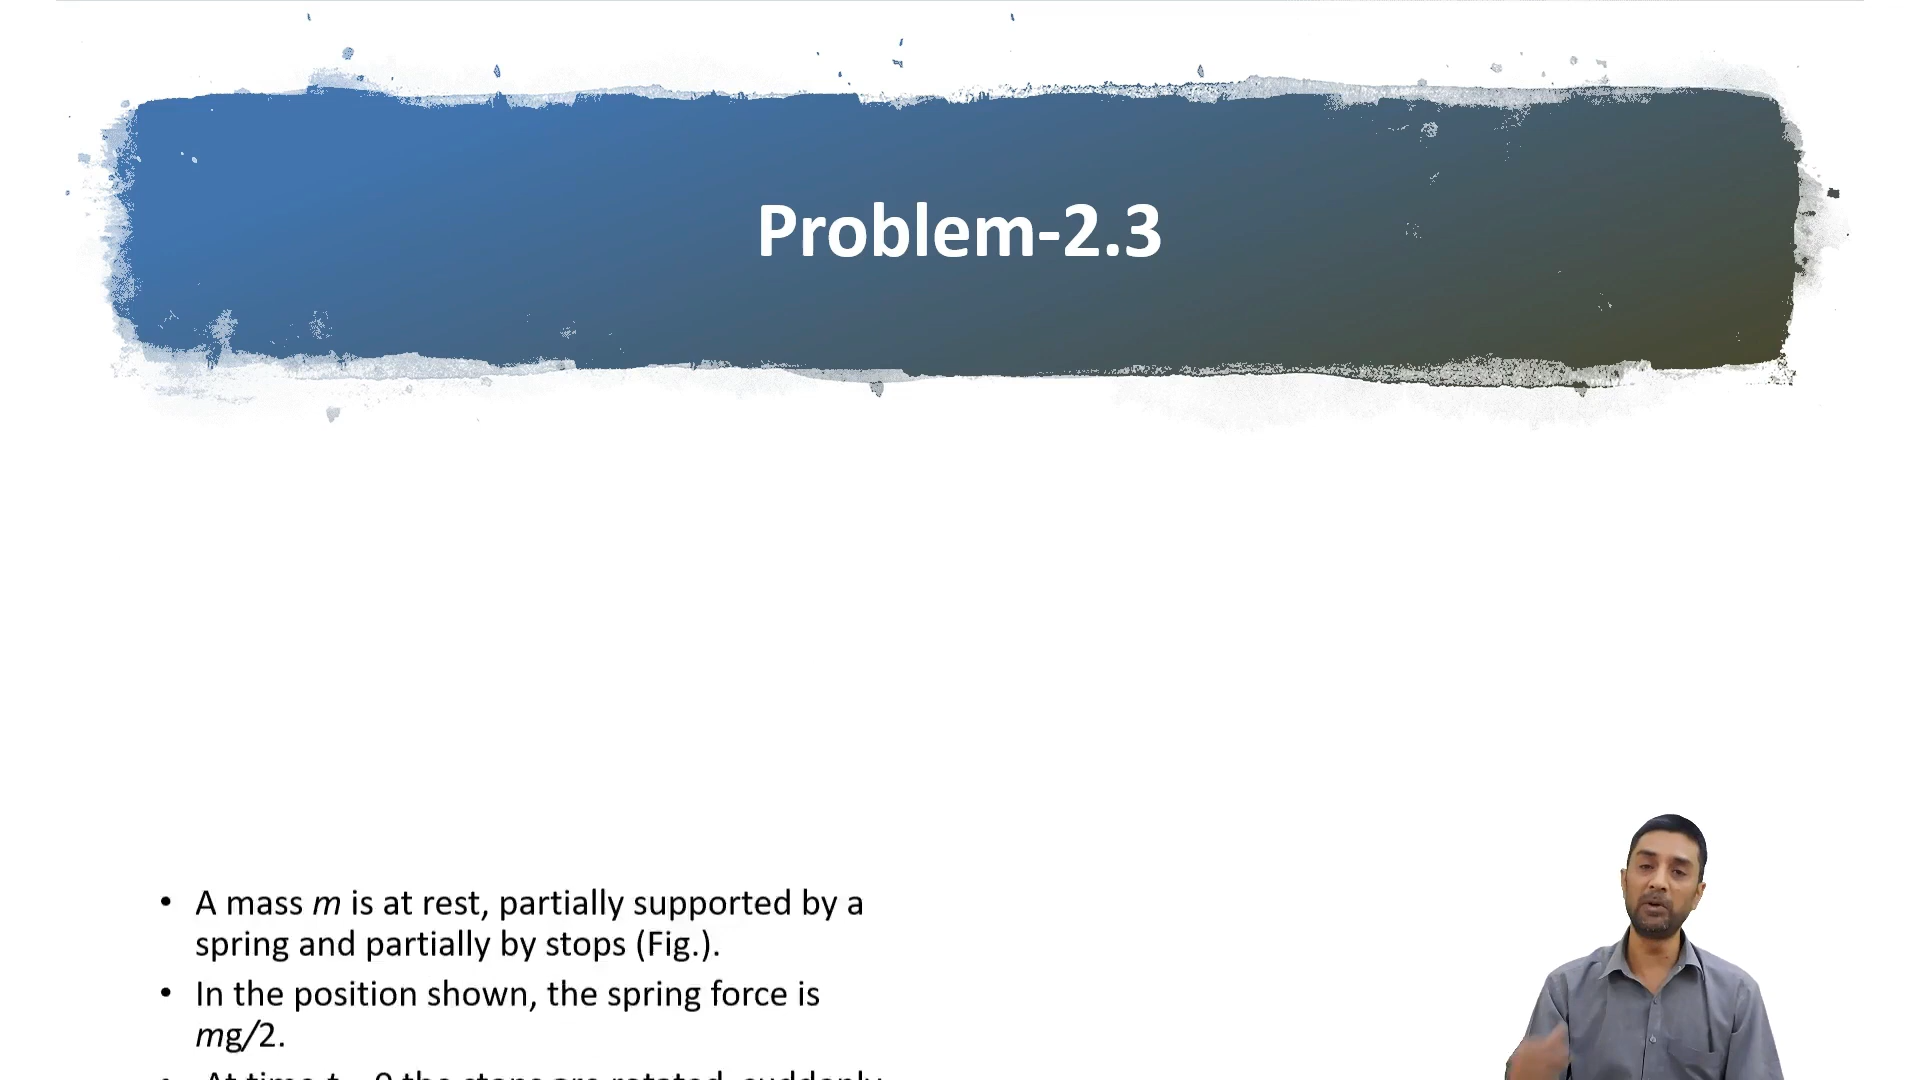 Problem-2.3
• A mass m is at rest, partially supported by a
spring and partially by stops (Fig.).
• In the position shown, the spring force is
mg/2.
• At time t = 0 the stops are rotated, suddenly